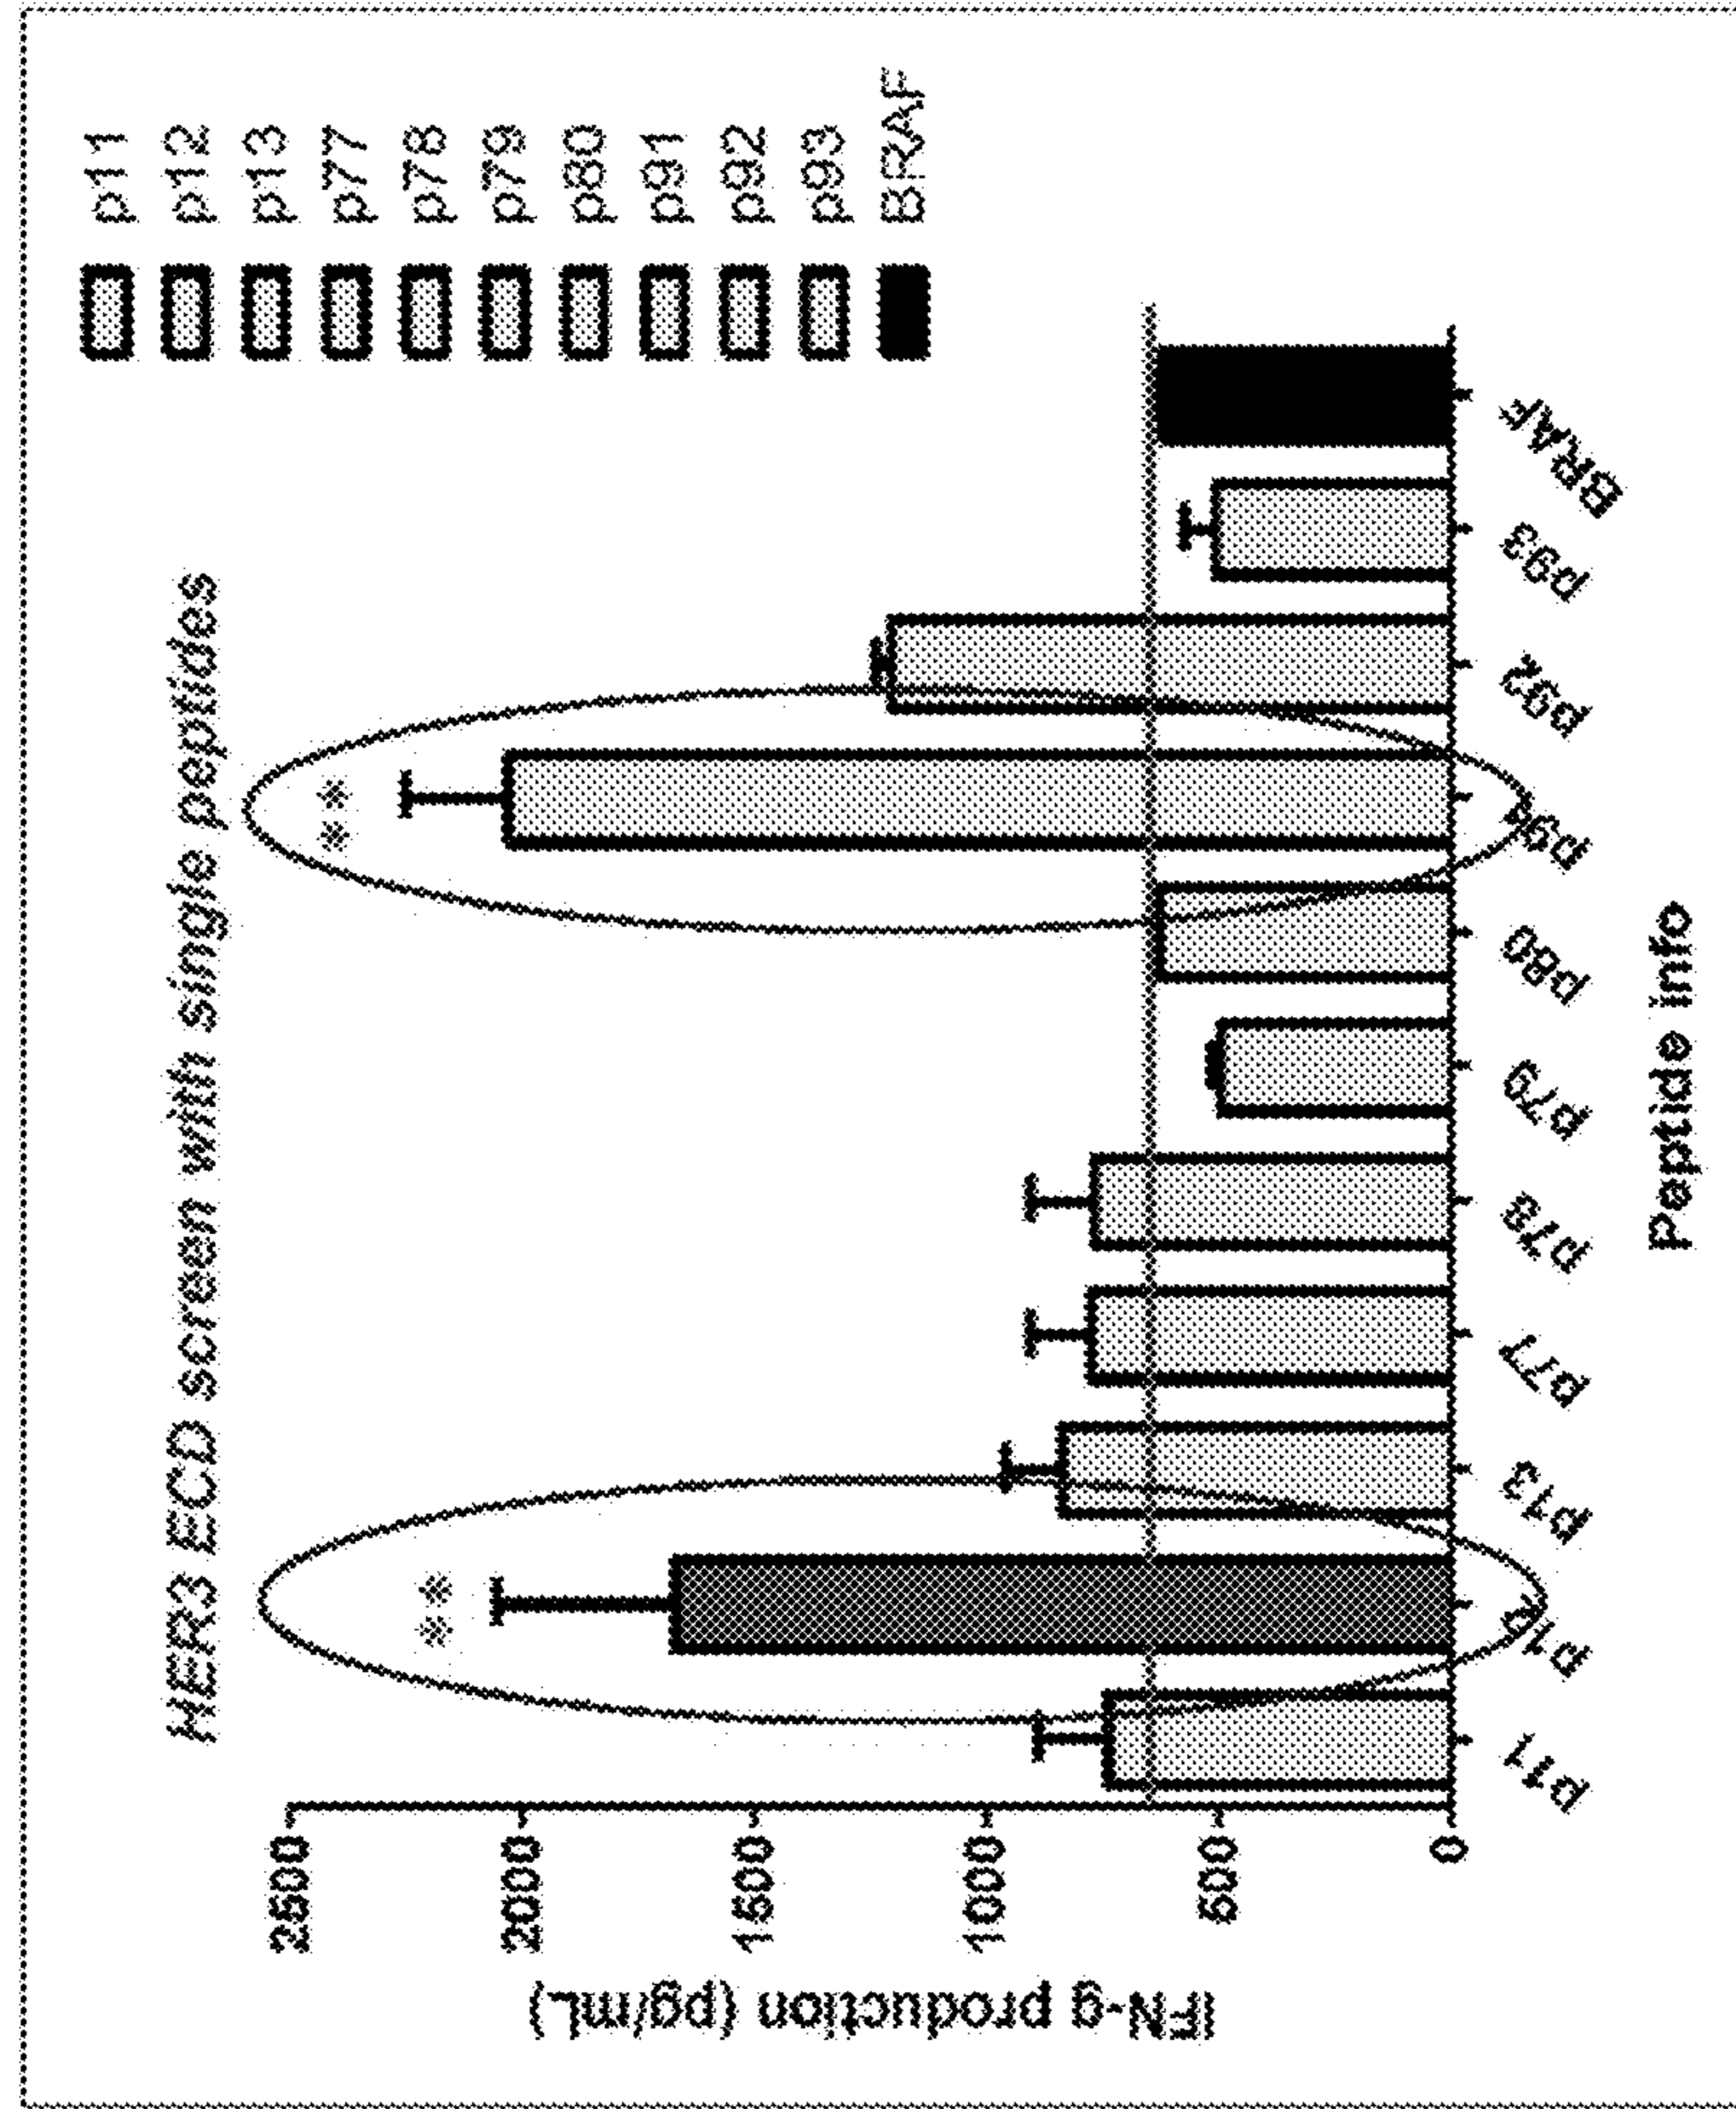 HER3 ECD screen with single peptides
p11
p12
p13
p77
p78
p79
p80
p91
p92
p93
BRAF
IFN-g production (pg/mL)
2500
2000
1500
1000
500
0
**
**
p11
p12
p13
p77
p78
p79
p80
p91
p92
p93
BRAF
Peptide info